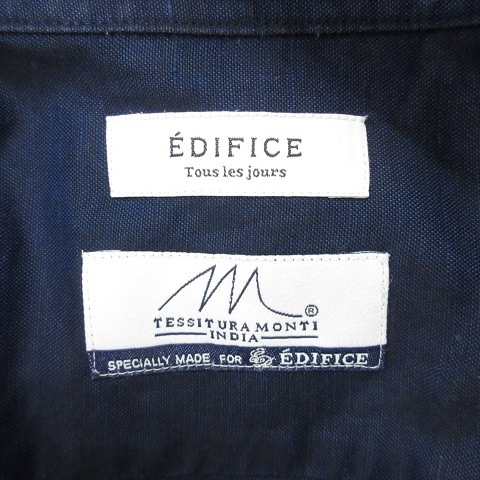 ÉDIFICE
Tous les jours
®
TESSITURA MONTI
INDIA
SPECIALLY MADE FOR ÉDIFICE